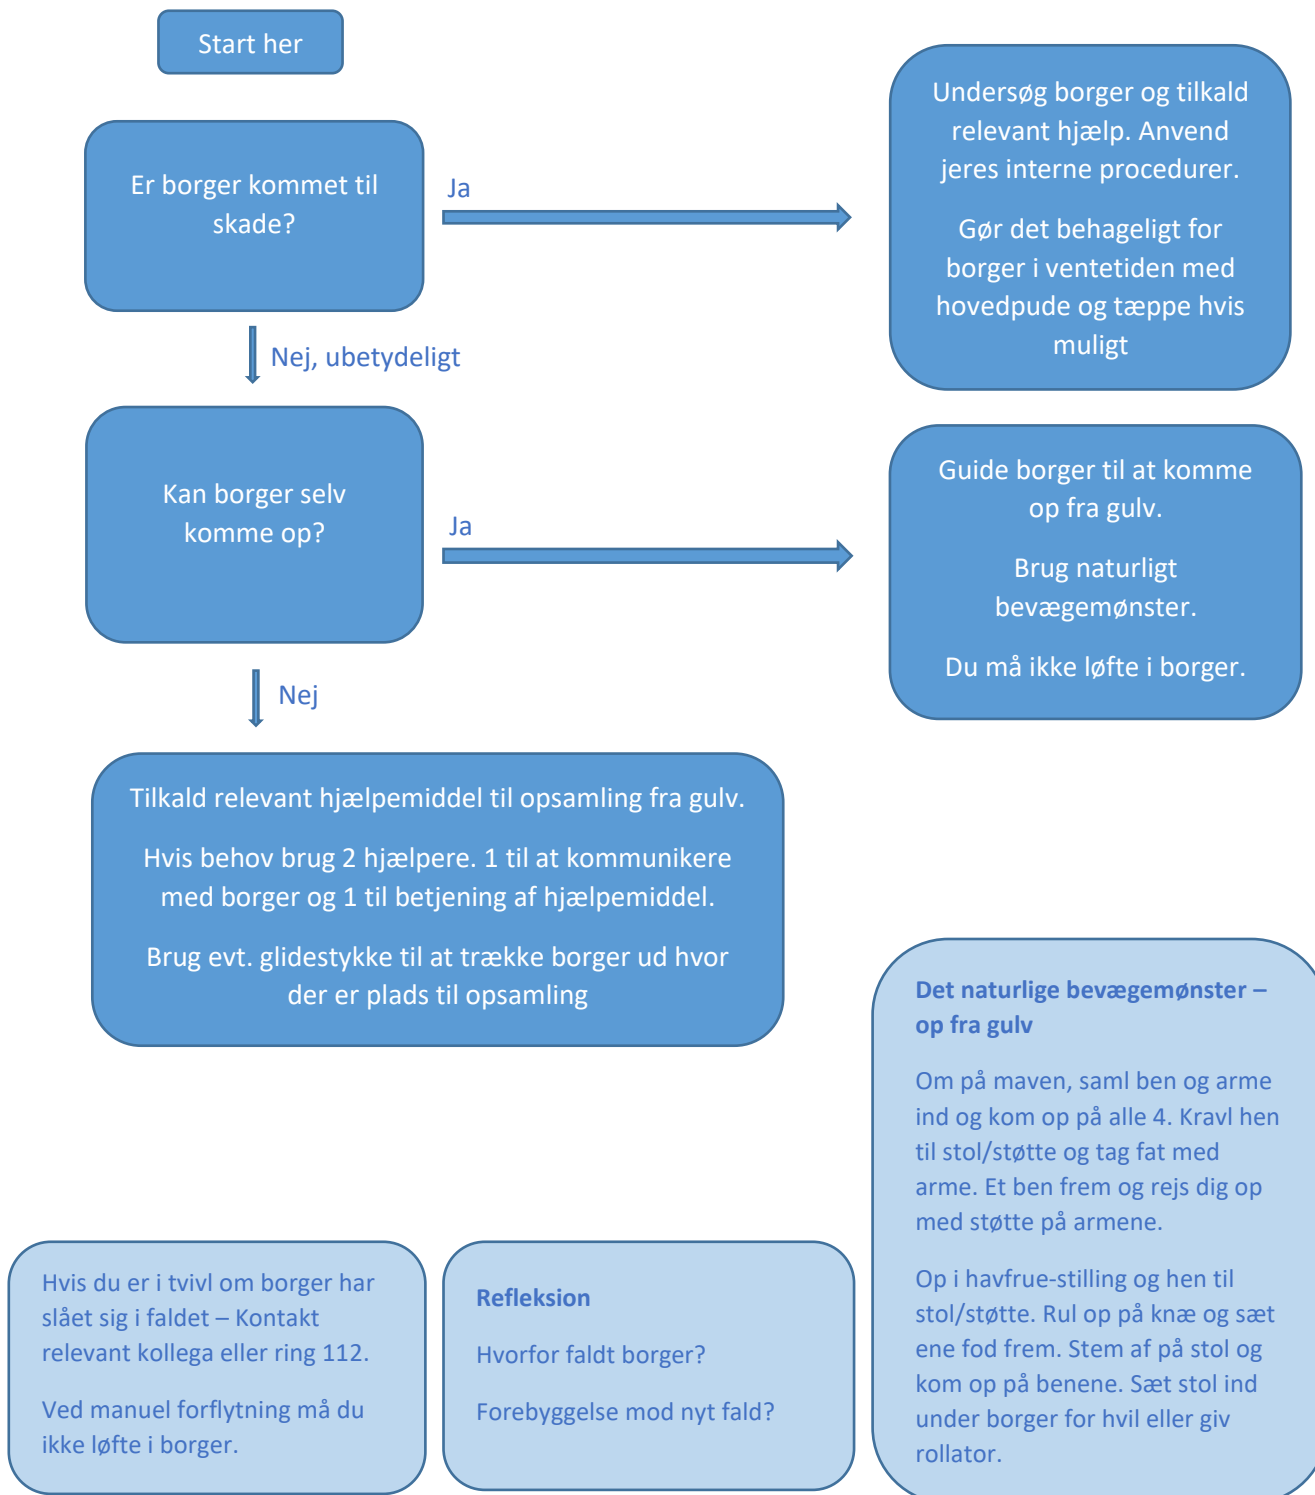 Start her
Er borger kommet til
skade?
Ja
Undersøg borger og tilkald
relevant hjælp. Anvend
jeres interne procedurer.
Gør det behageligt for
borger i ventetiden med
hovedpude og tæppe hvis
muligt
Nej, ubetydeligt
Kan borger selv
komme op?
Ja
Guide borger til at komme
op fra gulv.
Brug naturligt
bevægemønster.
Du må ikke løfte i borger.
Nej
Tilkald relevant hjælpemiddel til opsamling fra gulv.
Hvis behov brug 2 hjælpere. 1 til at kommunikere
med borger og 1 til betjening af hjælpemiddel.
Brug evt. glidestykke til at trække borger ud hvor
der er plads til opsamling
Det naturlige bevægemønster –
op fra gulv
Om på maven, saml ben og arme
ind og kom op på alle 4. Kravl hen
til stol/støtte og tag fat med
arme. Et ben frem og rejs dig op
med støtte på armene.
Op i havfrue-stilling og hen til
stol/støtte. Rul op på knæ og sæt
ene fod frem. Stem af på stol og
kom op på benene. Sæt stol ind
under borger for hvil eller giv
rollator.
Hvis du er i tvivl om borger har
slået sig i faldet – Kontakt
relevant kollega eller ring 112.
Ved manuel forflytning må du
ikke løfte i borger.
Refleksion
Hvorfor faldt borger?
Forebyggelse mod nyt fald?